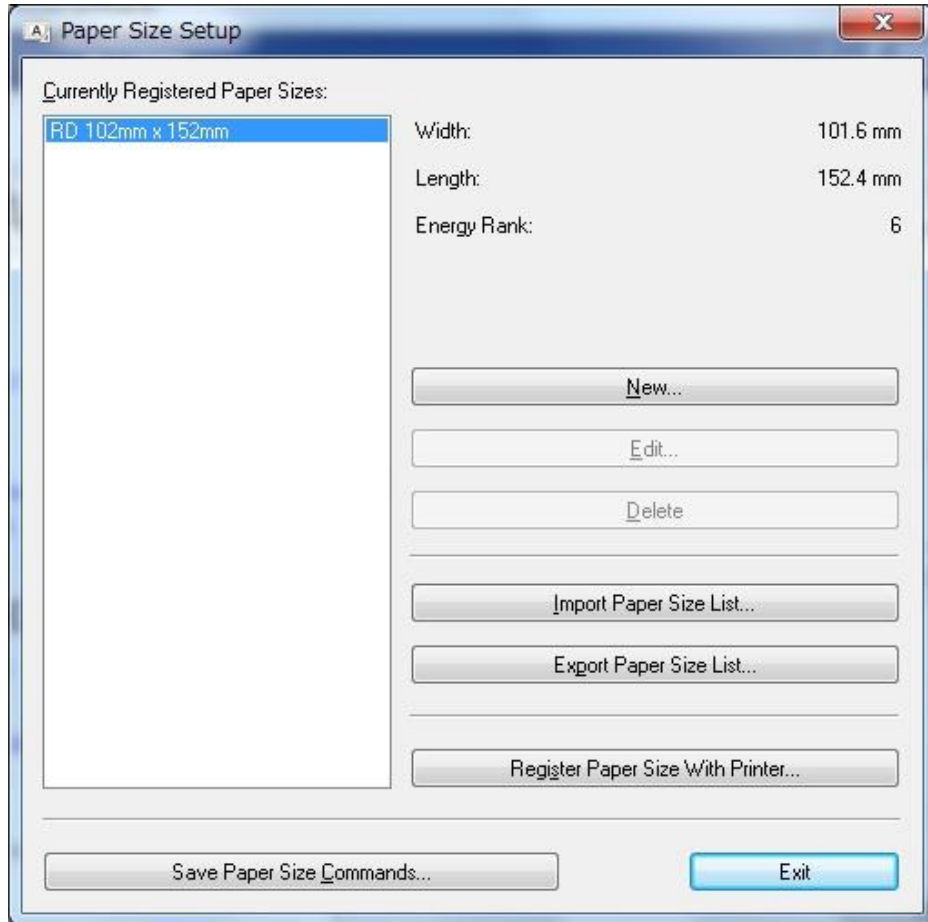 Paper Size Setup
Currently Registered Paper Sizes:
RD 102mm x 152mm
Width: 101.6 mm
Length: 152.4 mm
Energy Rank: 6
New...
Edit...
Delete
Import Paper Size List...
Export Paper Size List...
Register Paper Size With Printer...
Save Paper Size Commands...
Exit